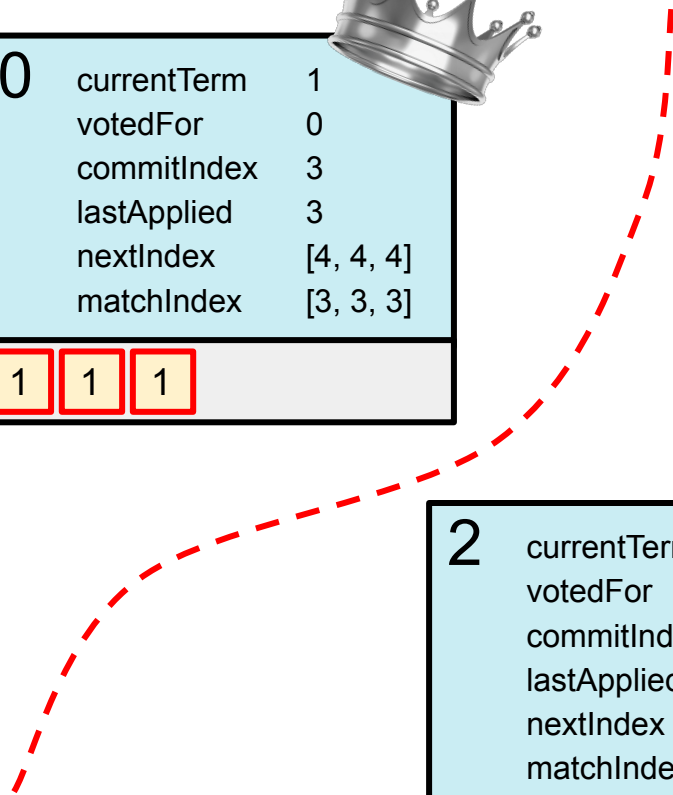 0
currentTerm 1
votedFor 0
commitIndex 3
lastApplied 3
nextIndex [4, 4, 4]
matchIndex [3, 3, 3]
1 1 1
2
votedFor
nextIndex